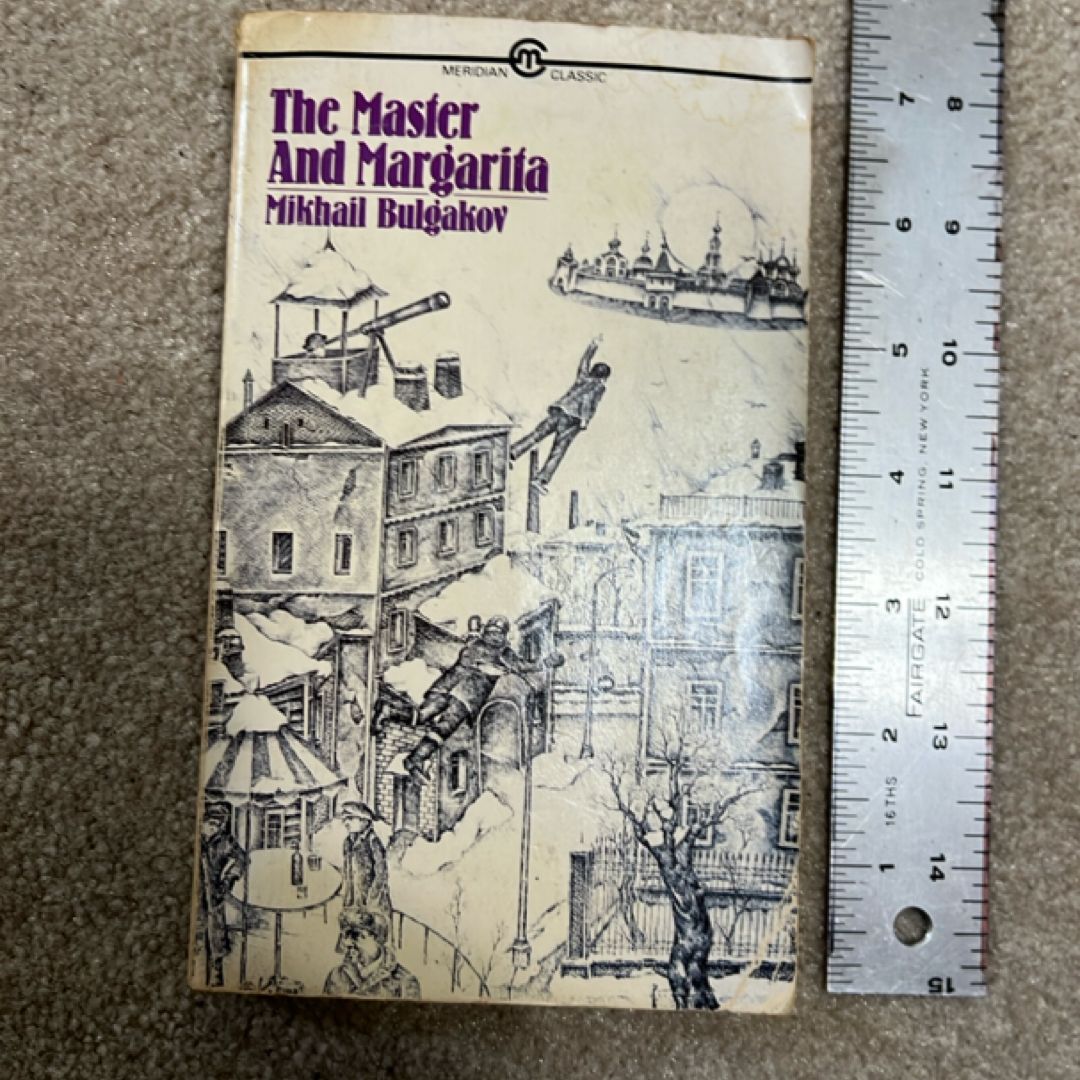 MERIDIAN CM CLASSIC
The Master
And Margarita
Mikhail Bulgakov
7 8
6 9
5 10
4 11
3 12
2 13
1 14
15
16THS
FAIRGATE COLD SPRING, NEW YORK